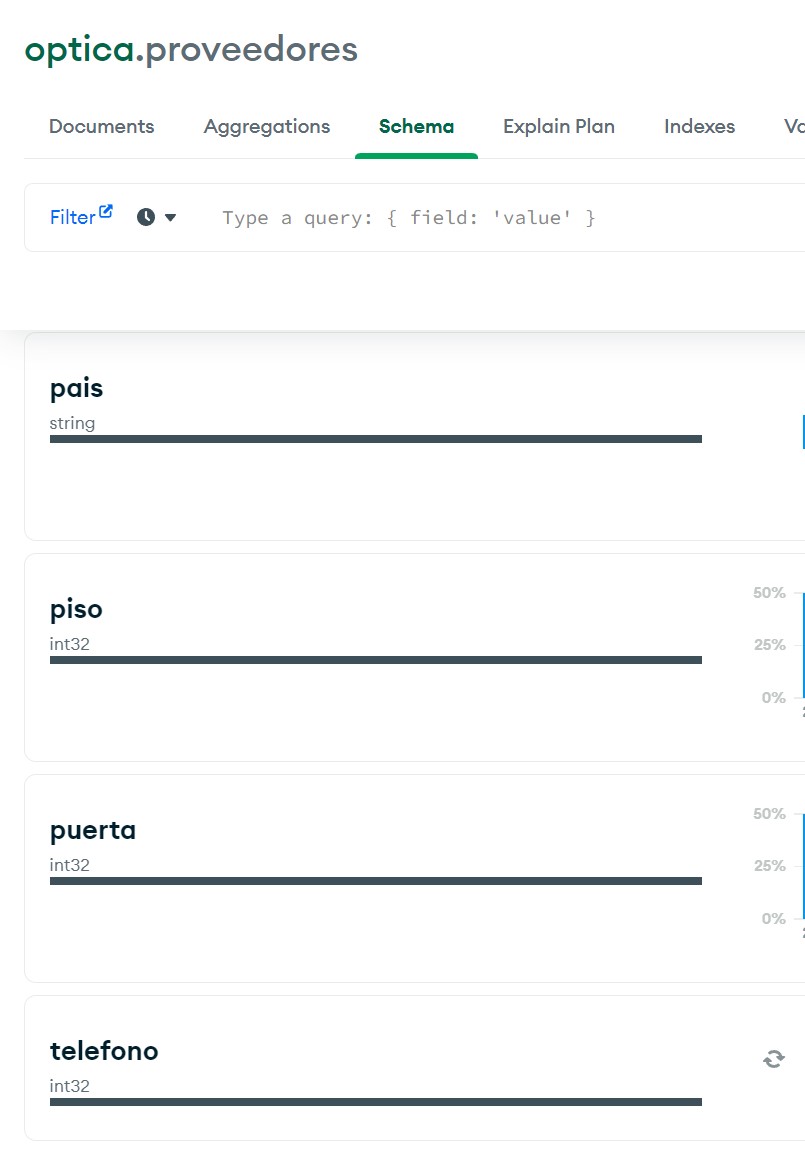 optica.proveedores
Documents Aggregations Schema Explain Plan Indexes
Filter Type a query: { field: 'value' }
pais
string
piso
int32
50%
25%
0%
puerta
int32
50%
25%
0%
telefono
int32